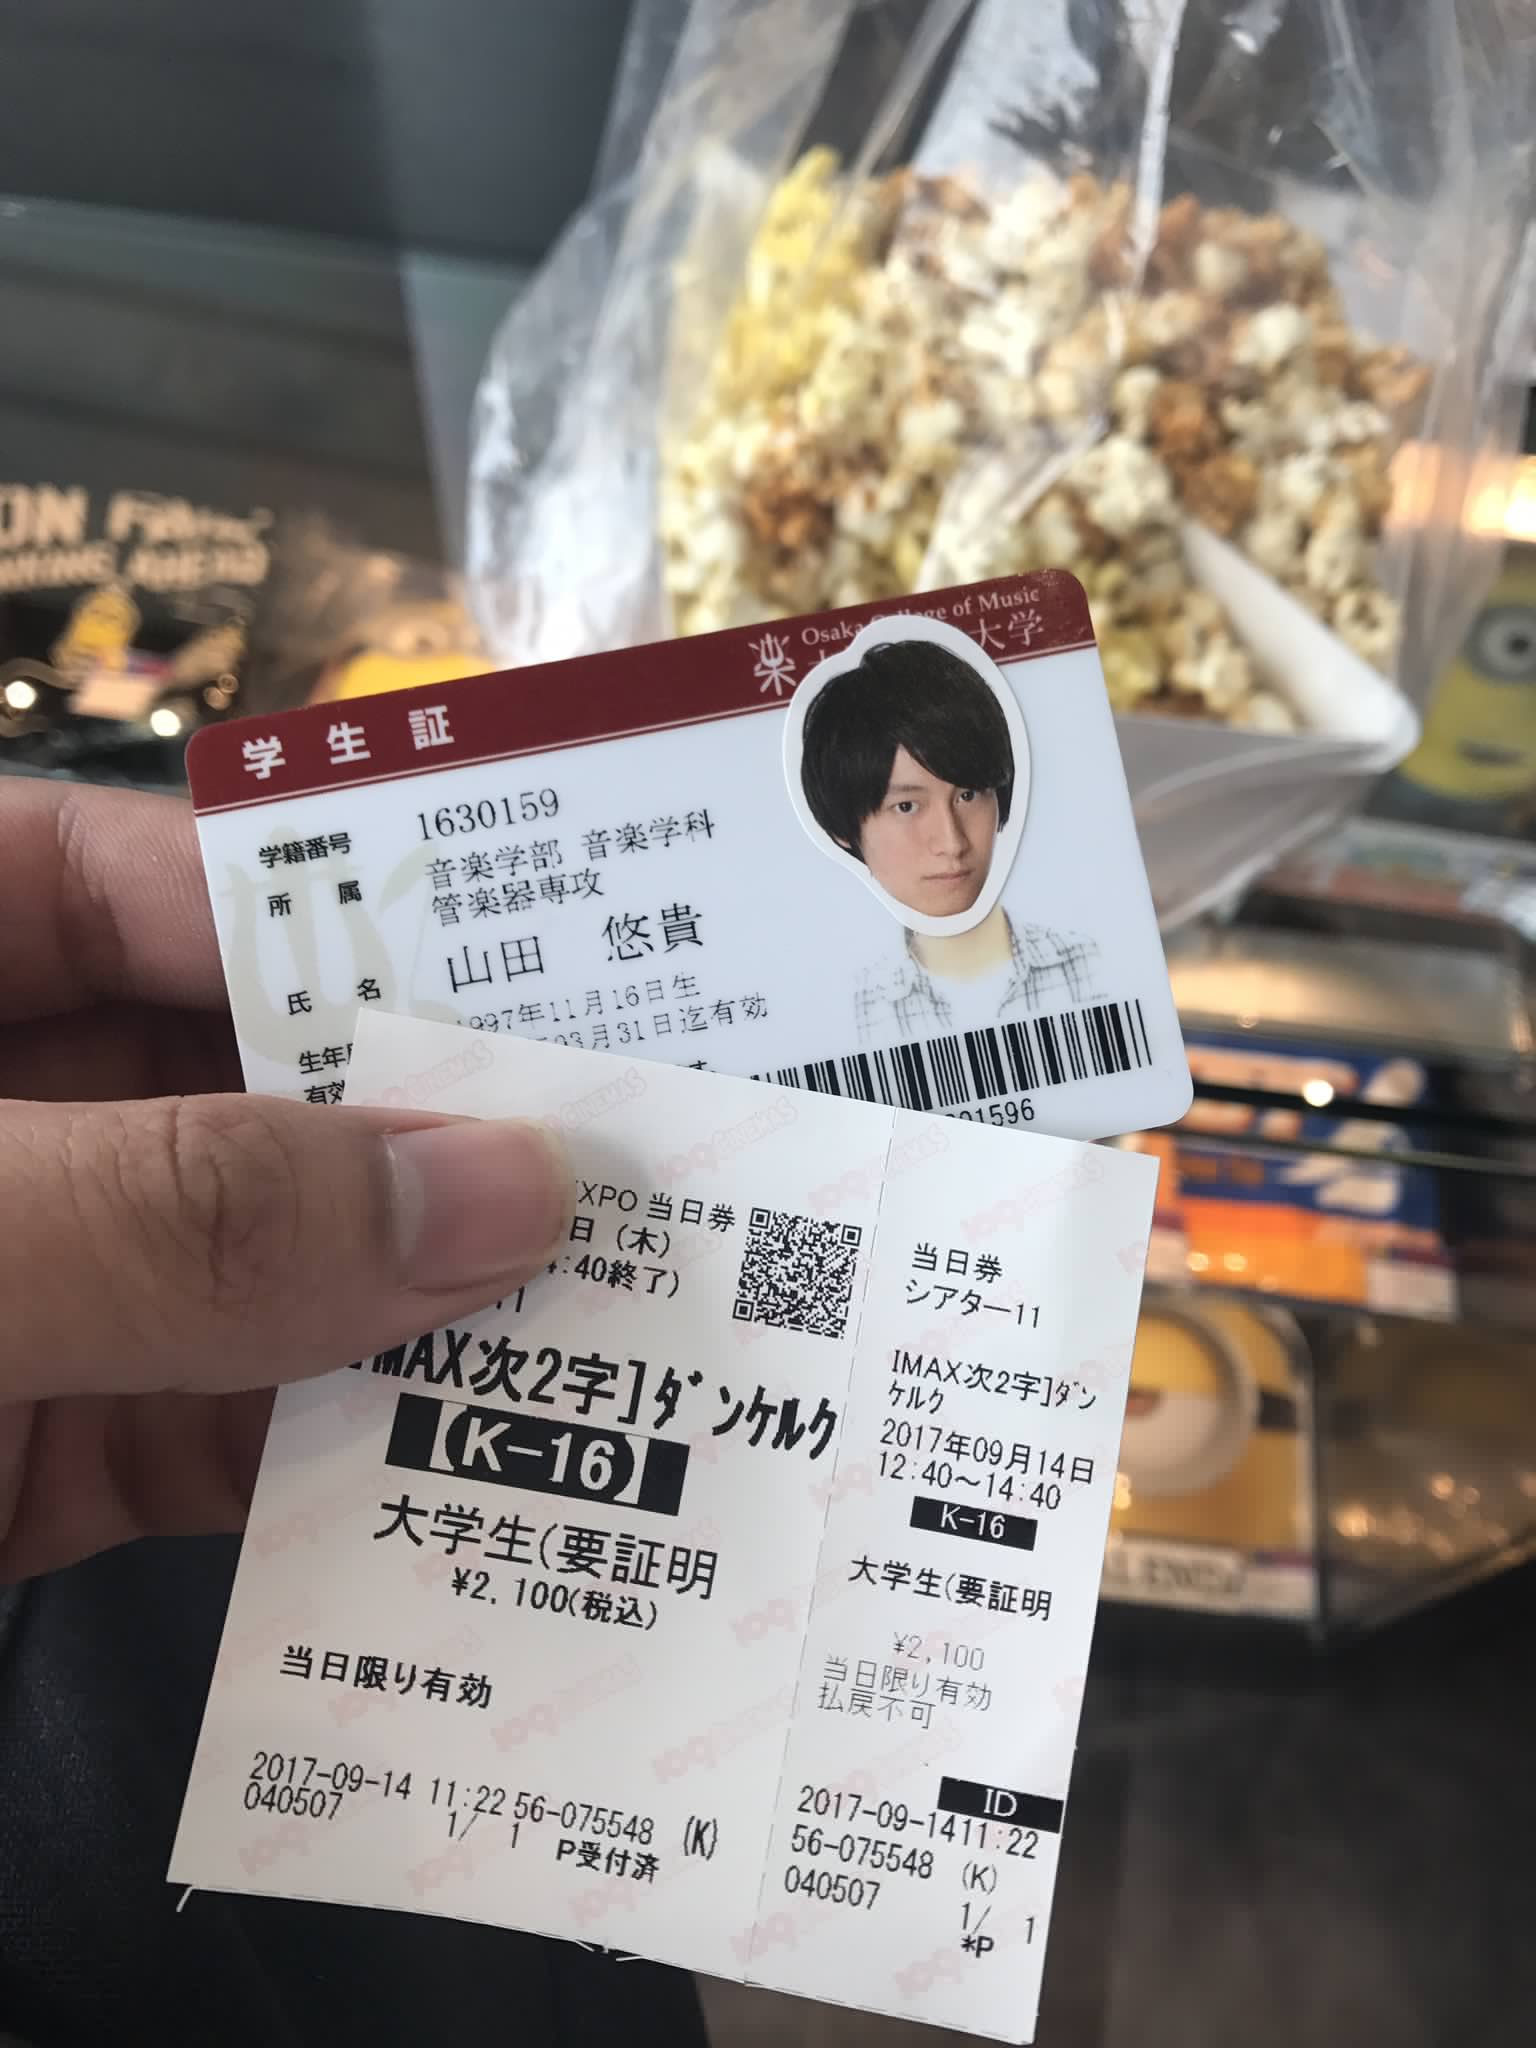 Osaka College of Music
大学
学生証
学籍番号 1630159
所属 音楽学部 音楽学科
管楽器専攻
氏名 山田 悠貴
1997年11月16日生
03月31日迄有効
XPO 当日券
日 (木)
:40終了)
IMAX次2字]ダンケルク
【K-16】
大学生(要証明
¥2,100(税込)
当日限り有効
2017-09-14 11:22 56-075548 (K)
040507 1/ 1 P受付済
当日券
シアター11
IMAX次2字]ダン
ケルク
2017年09月14日
12:40~14:40
K-16
大学生(要証明
¥2,100
当日限り有効
払戻不可
ID
2017-09-14 11:22
56-075548 (K)
040507
1/ 1
*P